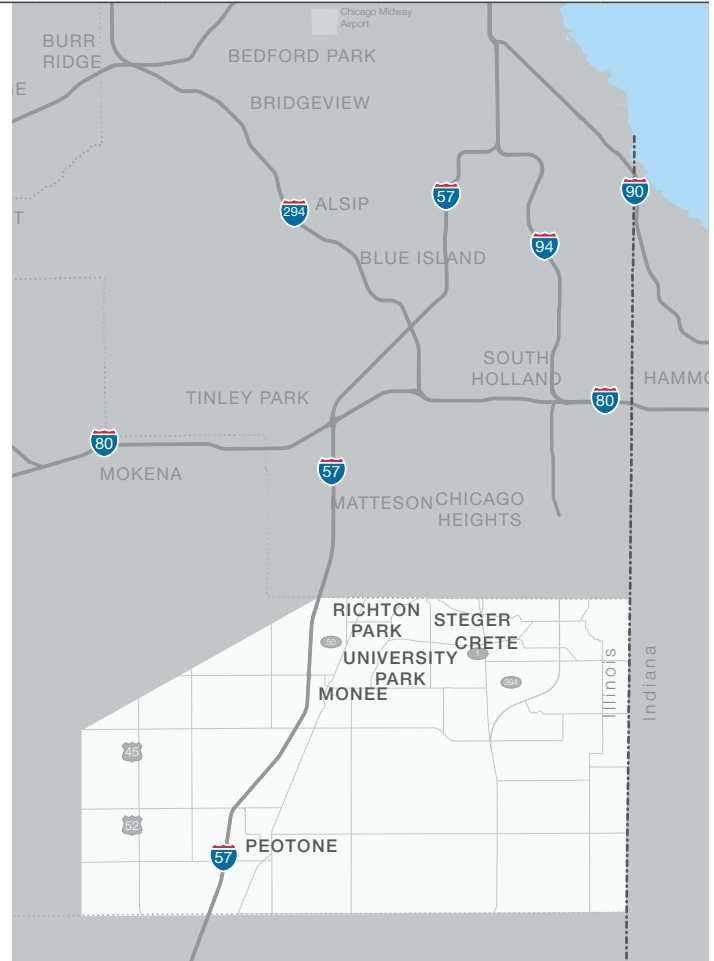 Chicago Midway
Airport
BURR
RIDGE
BEDFORD PARK
E
BRIDGEVIEW
57
90
294
ALSIP
T
94
BLUE ISLAND
SOUTH
HOLLAND
HAMMO
TINLEY PARK
80
80
MOKENA
57
MATTESON
CHICAGO
HEIGHTS
RICHTON
PARK
STEGER
CRETE
50
1
UNIVERSITY
PARK
394
MONEE
Illinois
Indiana
45
52
PEOTONE
57